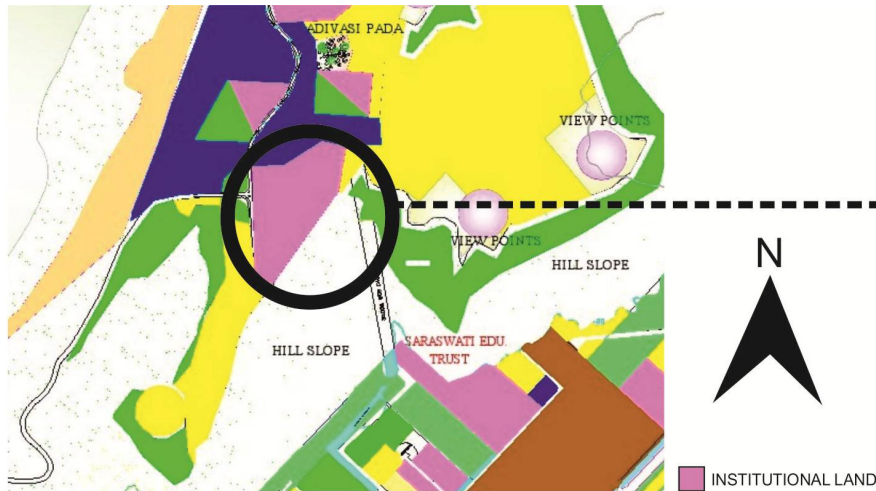 ADIVASI PADA
VIEW POINTS
VIEW POINTS
HILL SLOPE
HILL SLOPE
SARASWATI EDU.
TRUST
N
INSTITUTIONAL LAND